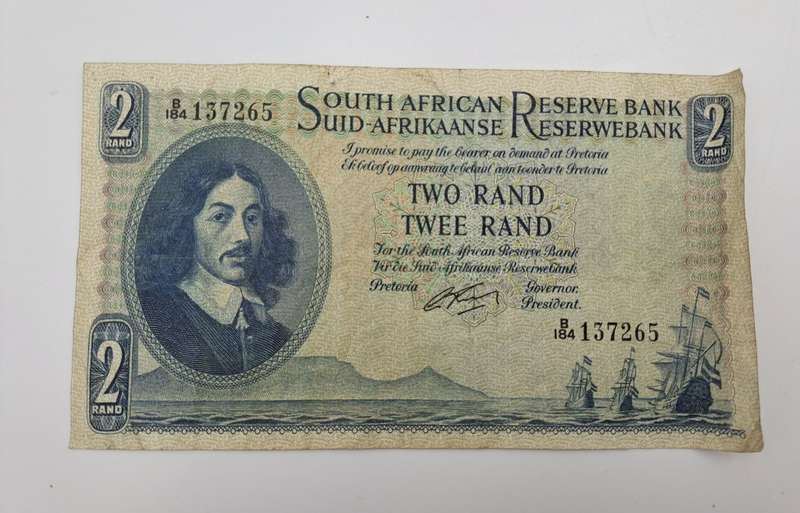 2
RAND
B/184 137265
SOUTH AFRICAN RESERVE BANK
SUID-AFRIKAANSE RESERWEBANK
2
RAND
I promise to pay the bearer on demand at Pretoria
Ek beloof op aanvraag te betaal aan toonder te Pretoria
TWO RAND
TWEE RAND
For the South African Reserve Bank
Vir die Suid-Afrikaanse Reserwebank
Pretoria
Governor.
President.
B/184 137265
2
RAND